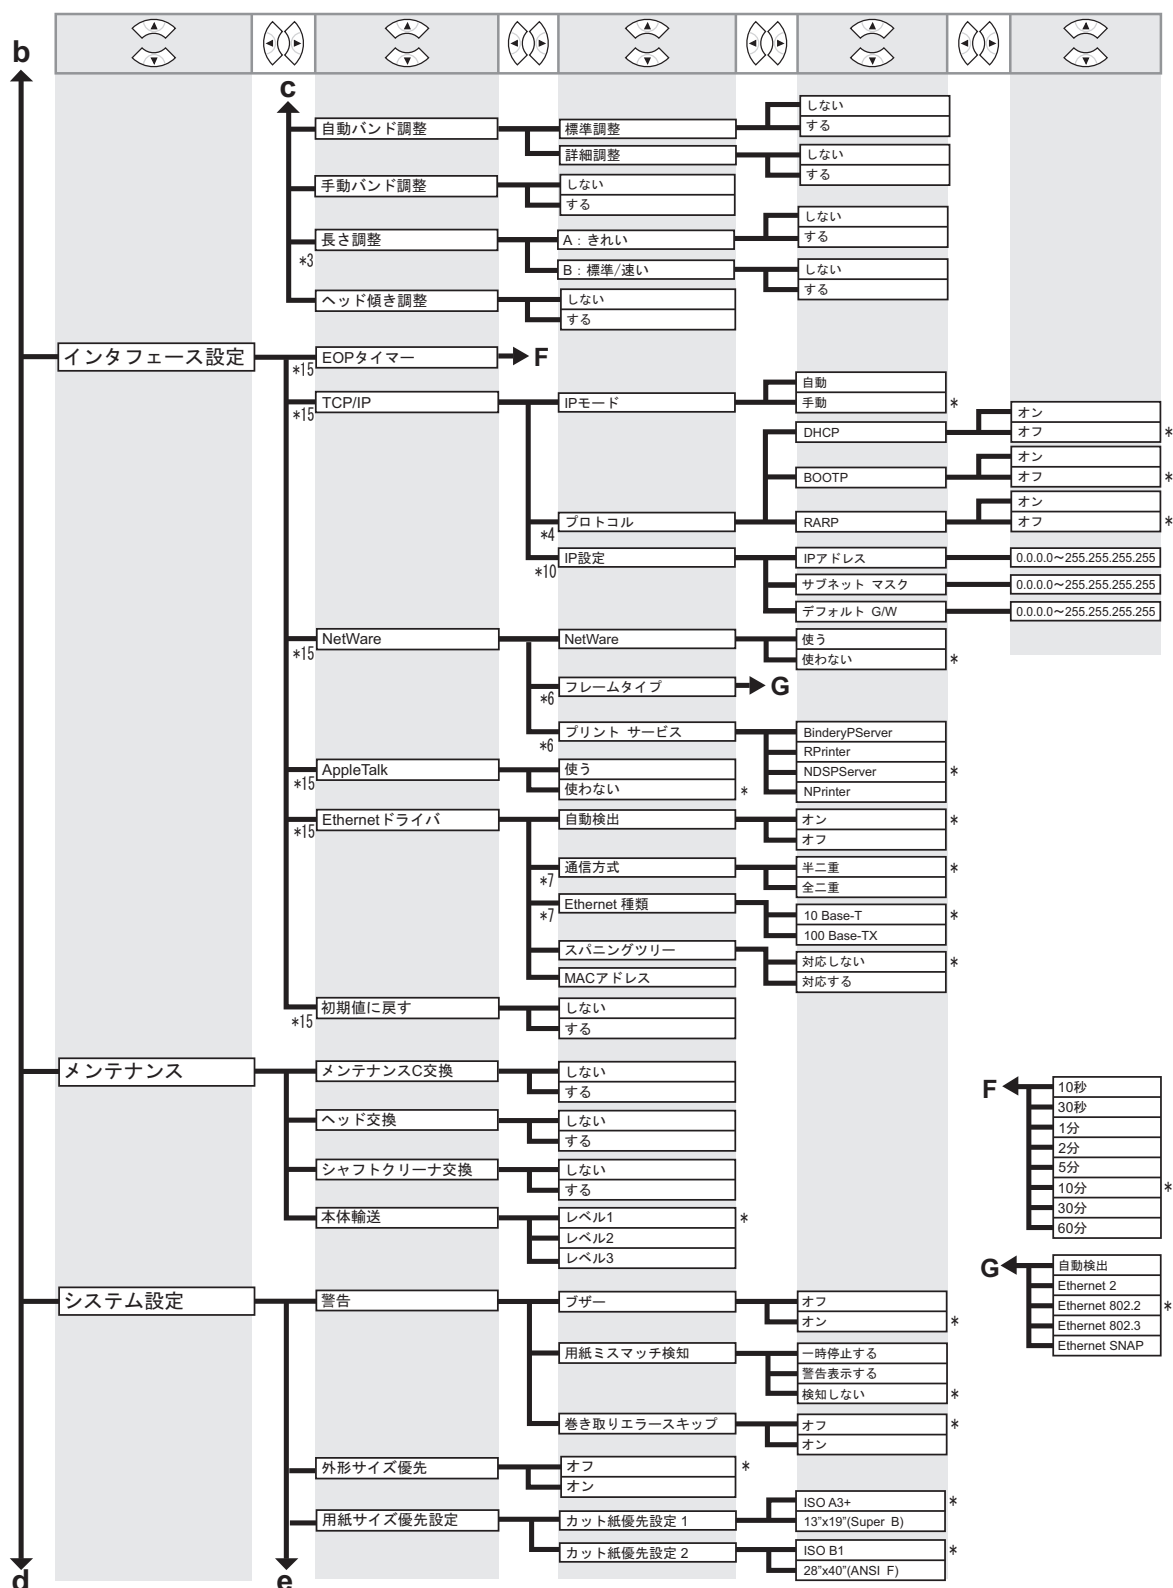 b
c
自動バンド調整
標準調整
しない
する
詳細調整
しない
する
手動バンド調整
しない
する
長さ調整
*3
A：きれい
しない
する
B：標準/速い
しない
する
ヘッド傾き調整
しない
する
インタフェース設定
*15
EOPタイマー
F
*15
TCP/IP
IPモード
自動
手動
*
*4
プロトコル
DHCP
オン
オフ
*
BOOTP
オン
オフ
*
RARP
オン
オフ
*
*10
IP設定
IPアドレス
0.0.0.0～255.255.255.255
サブネット マスク
0.0.0.0～255.255.255.255
デフォルト G/W
0.0.0.0～255.255.255.255
*15
NetWare
NetWare
使う
使わない
*
*6
フレームタイプ
G
*6
プリント サービス
BinderyPServer
RPrinter
NDSPServer
*
NPrinter
*15
AppleTalk
使う
使わない
*
*15
Ethernetドライバ
自動検出
オン
*
オフ
*7
通信方式
半二重
*
全二重
*7
Ethernet 種類
10 Base-T
*
100 Base-TX
スパニングツリー
対応しない
*
対応する
MACアドレス
*15
初期値に戻す
しない
する
メンテナンス
メンテナンスC交換
しない
する
ヘッド交換
しない
する
シャフトクリーナ交換
しない
する
本体輸送
レベル1
*
レベル2
レベル3
F
10秒
30秒
1分
2分
5分
10分
*
30分
60分
G
自動検出
Ethernet 2
Ethernet 802.2
*
Ethernet 802.3
Ethernet SNAP
システム設定
警告
ブザー
オフ
オン
*
用紙ミスマッチ検知
一時停止する
警告表示する
検知しない
*
巻き取りエラースキップ
オフ
*
オン
外形サイズ優先
オフ
*
オン
用紙サイズ優先設定
カット紙優先設定 1
ISO A3+
*
13”x19”(Super B)
カット紙優先設定 2
ISO B1
*
28”x40”(ANSI F)
d
e